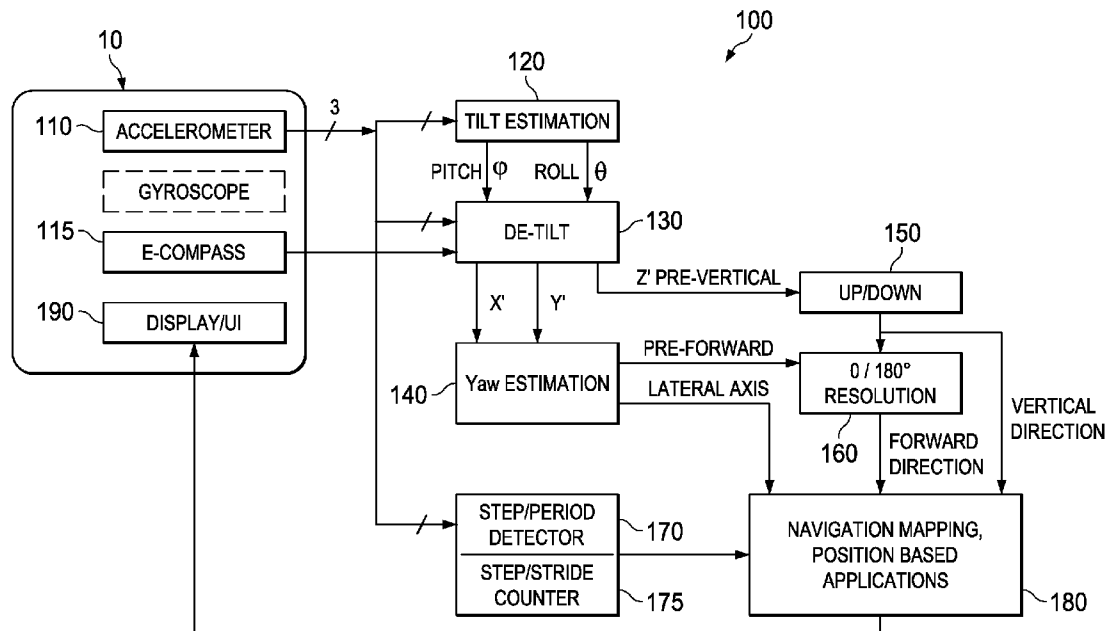 100
10
120
3
110
ACCELEROMETER
TILT ESTIMATION
PITCH φ
ROLL θ
GYROSCOPE
115
E-COMPASS
DE-TILT
130
150
Z' PRE-VERTICAL
UP/DOWN
190
DISPLAY/UI
X'
Y'
PRE-FORWARD
140
Yaw ESTIMATION
LATERAL AXIS
0 / 180°
RESOLUTION
160
VERTICAL
DIRECTION
FORWARD
DIRECTION
STEP/PERIOD
DETECTOR
170
STEP/STRIDE
COUNTER
175
NAVIGATION MAPPING,
POSITION BASED
APPLICATIONS
180